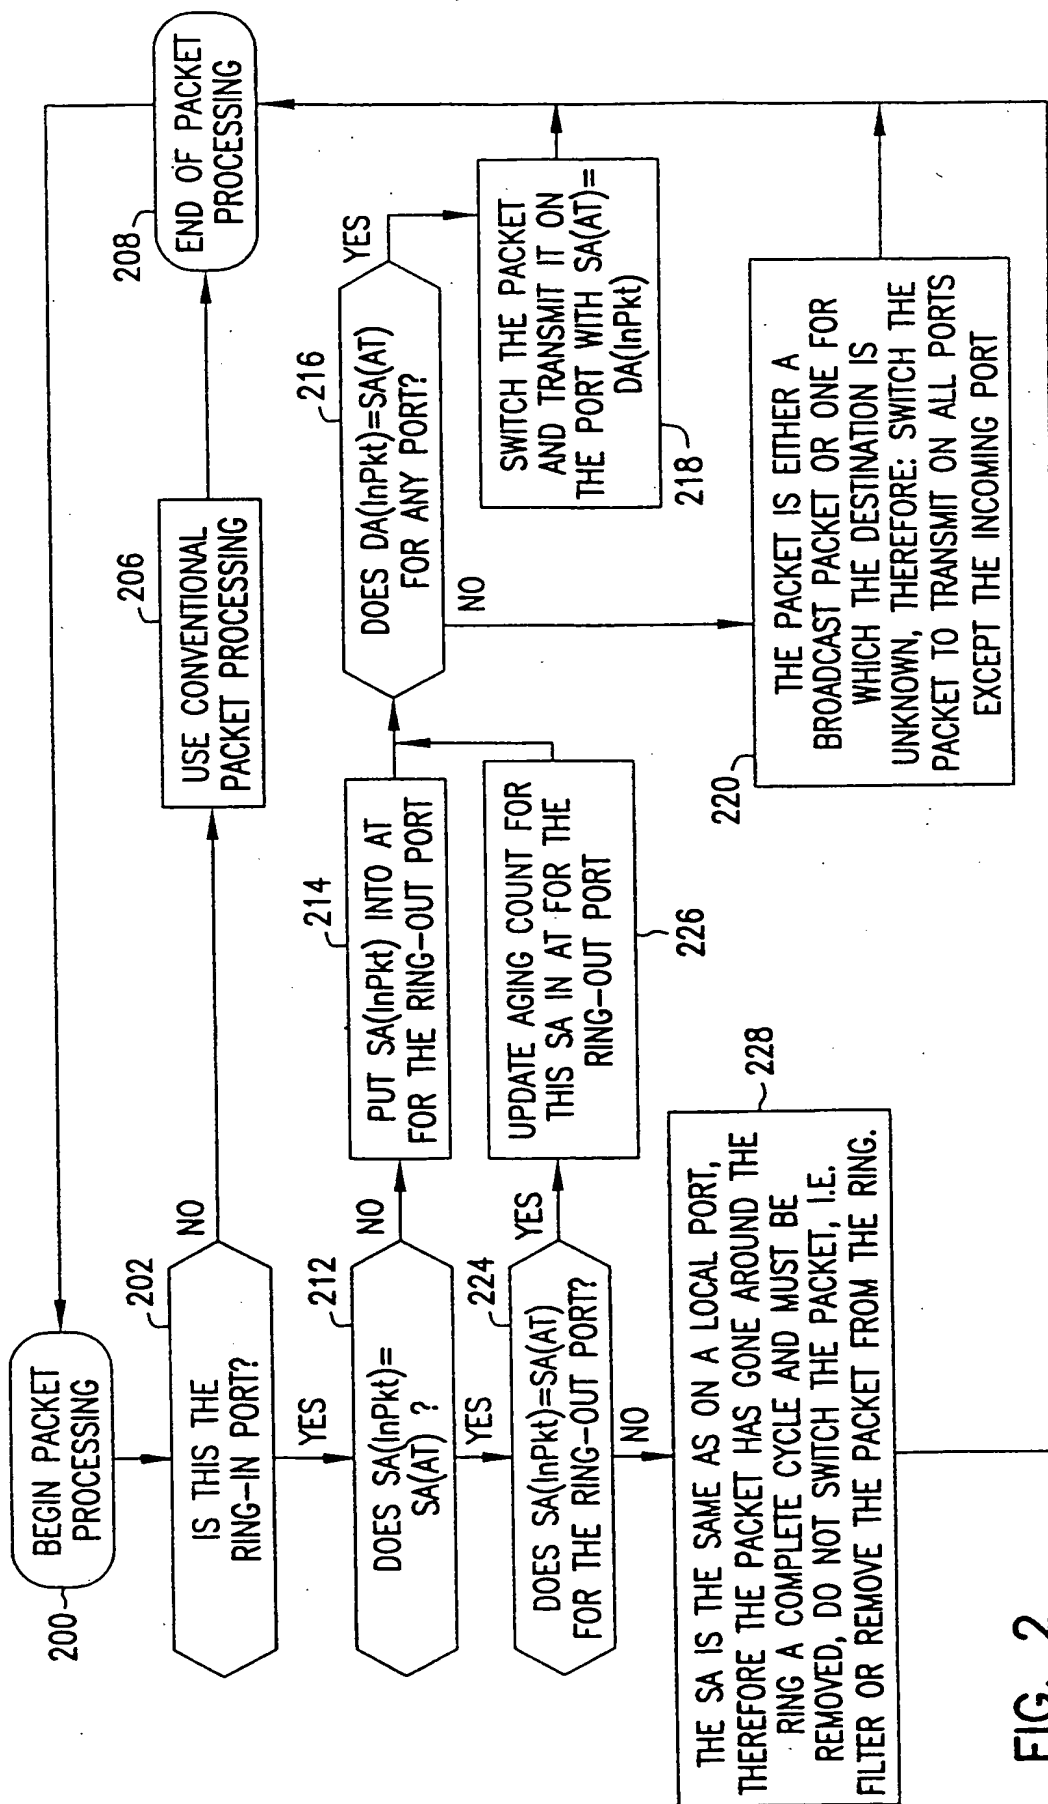 200
BEGIN PACKET
PROCESSING
202
IS THIS THE
RING-IN PORT?
NO
YES
206
USE CONVENTIONAL
PACKET PROCESSING
208
END OF PACKET
PROCESSING
212
DOES SA(InPkt)=
SA(AT) ?
NO
YES
214
PUT SA(InPkt) INTO AT
FOR THE RING-OUT PORT
216
DOES DA(InPkt)=SA(AT)
FOR ANY PORT?
YES
NO
SWITCH THE PACKET
AND TRANSMIT IT ON
THE PORT WITH SA(AT)=
DA(InPkt)
218
224
DOES SA(InPkt)=SA(AT)
FOR THE RING-OUT PORT?
YES
NO
UPDATE AGING COUNT FOR
THIS SA IN AT FOR THE
RING-OUT PORT
226
220
THE PACKET IS EITHER A
BROADCAST PACKET OR ONE FOR
WHICH THE DESTINATION IS
UNKNOWN, THEREFORE: SWITCH THE
PACKET TO TRANSMIT ON ALL PORTS
EXCEPT THE INCOMING PORT
228
THE SA IS THE SAME AS ON A LOCAL PORT,
THEREFORE THE PACKET HAS GONE AROUND THE
RING A COMPLETE CYCLE AND MUST BE
REMOVED, DO NOT SWITCH THE PACKET, I.E.
FILTER OR REMOVE THE PACKET FROM THE RING.
FIG. 2